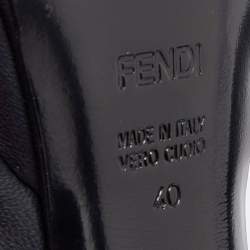 FENDI
MADE IN ITALY
VERO CUOIO
40